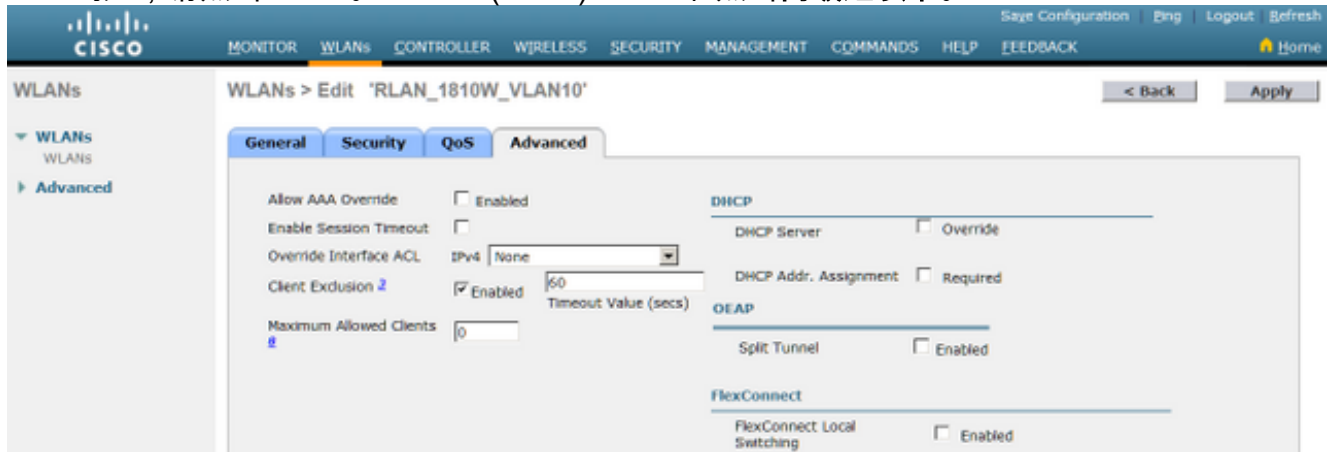 Save Configuration | Ping | Logout | Refresh
CISCO
MONITOR WLANs CONTROLLER WIRELESS SECURITY MANAGEMENT COMMANDS HELP FEEDBACK
Home
WLANs
WLANs
WLANs
Advanced
WLANs > Edit 'RLAN_1810W_VLAN10'
< Back
Apply
General Security QoS Advanced
Allow AAA Override Enabled
Enable Session Timeout
Override Interface ACL IPv4 None
Client Exclusion 2 Enabled 60
Timeout Value (secs)
Maximum Allowed Clients 0
8
DHCP
DHCP Server Override
DHCP Addr. Assignment Required
OEAP
Split Tunnel Enabled
FlexConnect
FlexConnect Local
Switching Enabled